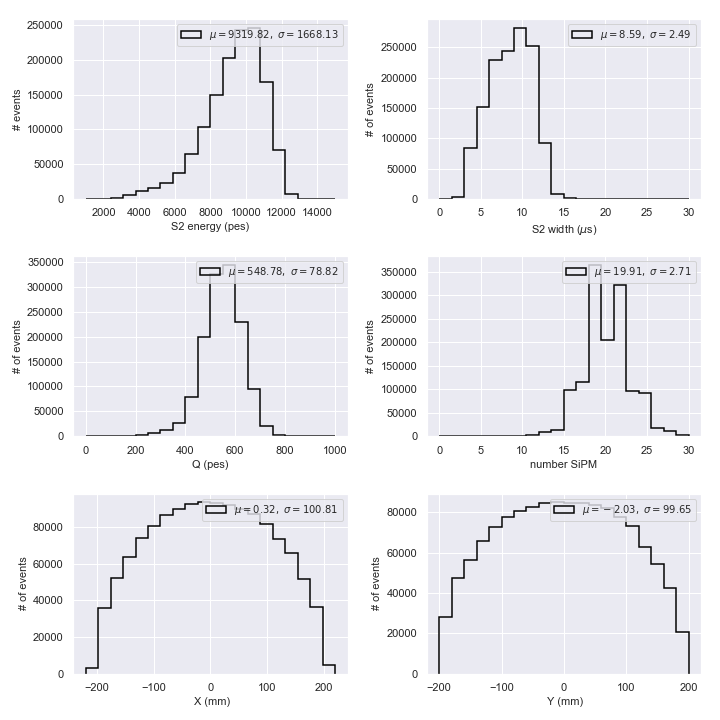 μ = 9319.82, σ = 1668.13
# events
250000
200000
150000
100000
50000
0
2000 4000 6000 8000 10000 12000 14000
S2 energy (pes)
μ = 8.59, σ = 2.49
# of events
250000
200000
150000
100000
50000
0
0 5 10 15 20 25 30
S2 width (μs)
μ = 548.78, σ = 78.82
# of events
350000
300000
250000
200000
150000
100000
50000
0
0 200 400 600 800 1000
Q (pes)
μ = 19.91, σ = 2.71
# of events
350000
300000
250000
200000
150000
100000
50000
0
0 5 10 15 20 25 30
number SiPM
μ = 0.32, σ = 100.81
# of events
80000
60000
40000
20000
0
−200 −100 0 100 200
X (mm)
μ = −2.03, σ = 99.65
# of events
80000
60000
40000
20000
0
−200 −100 0 100 200
Y (mm)